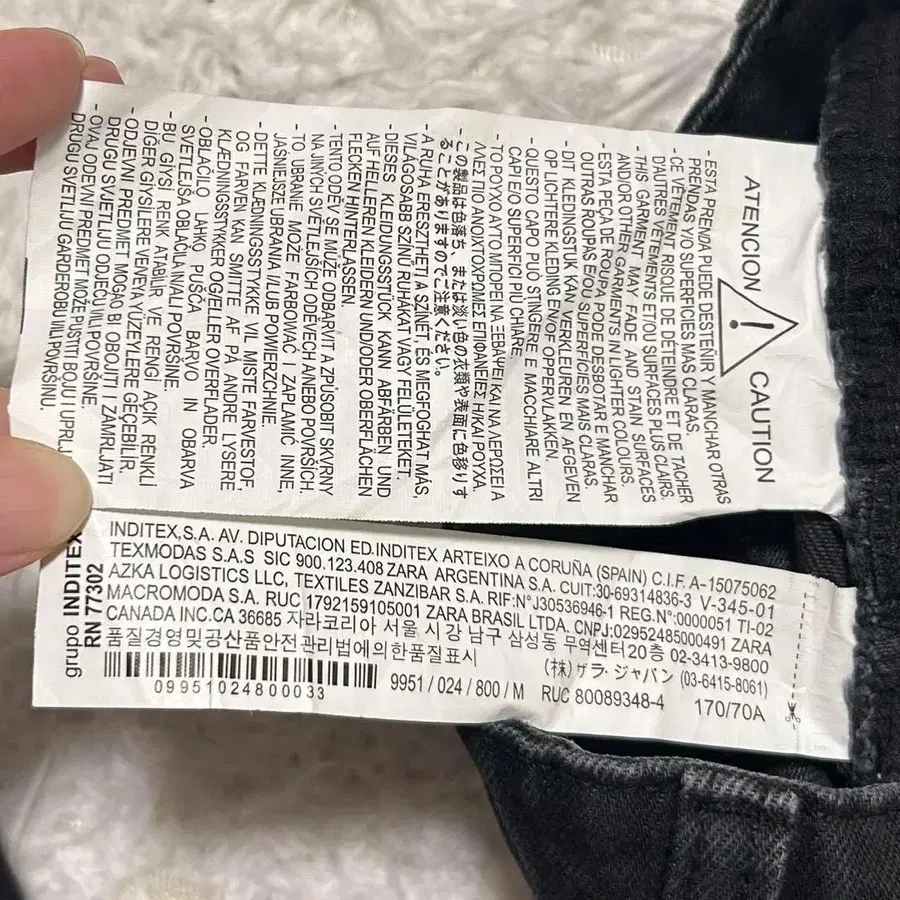 ATENCION CAUTION
- ESTA PRENDA PUEDE DESTEÑIR Y MANCHAR OTRAS
PRENDAS Y/O SUPERFICIES MAS CLARAS.
- CE VÊTEMENT RISQUE DE DÉTEINDRE ET DE TACHER
D'AUTRES VÊTEMENTS ET/OU SURFACES PLUS CLAIRS.
- THIS GARMENT MAY FADE AND STAIN SURFACES
AND/OR OTHER GARMENTS IN LIGHTER COLOURS.
- ESTA PEÇA DE ROUPA PODE DESBOTAR E MANCHAR
OUTRAS ROUPAS E/OU SUPERFÍCIES MAIS CLARAS.
- DIT KLEDINGSTUK KAN VERKLEUREN EN AFGEVEN
OP LICHTERE KLEDING EN/OF OPPERVLAKKEN.
- QUESTO CAPO PUÒ STINGERE E MACCHIARE ALTRI
CAPI E/O SUPERFICI PIÙ CHIARE.
- ΤΟ ΡΟΥΧΟ ΑΥΤΟ ΜΠΟΡΕΙ ΝΑ ΞΕΒΑΨΕΙ ΚΑΙ ΝΑ ΛΕΡΩΣΕΙ Α
ΛΛΕΣ ΠΙΟ ΑΝΟΙΧΤΟΧΡΩΜΕΣ ΕΠΙΦΑΝΕΙΕΣ Η/ΚΑΙ ΡΟΥΧΑ.
- この製品は色落ち、または淡い色の衣類や表面に色移りす
ることがありますのでご注意ください。
- A RUHA ERESZTHETI A SZÍNÉT, ÉS MEGFOGHAT MÁS,
VILÁGOSABB SZÍNŰ RUHÁKAT VAGY FELÜLETEKET.
- DIESES KLEIDUNGSSTÜCK KANN ABFÄRBEN UND
AUF HELLEREN KLEIDERN UND/ODER OBERFLÄCHEN
FLECKEN HINTERLASSEN.
- TENTO ODĚV SE MŮŽE ODBARVIT A ZPŮSOBIT SKVRNY
NA JINÝCH SVĚTLEJŠÍCH ODĚVECH A/NEBO POVRŠÍCH.
- TO UBRANIE MOŻE FARBOWAĆ I ZAPLAMIĆ INNE,
JAŚNIEJSZE UBRANIA I/LUB POWIERZCHNIE.
- DETTE KLÆDNINGSSTYKKE VIL MISTE FARVESTOF,
OG FARVEN KAN SMITTE AF PÅ ANDRE LYSERE
KLÆDNINGSSTYKKER OG/ELLER OVERFLADER.
- OBLAČILO LAHKO PUŠČA BARVO IN OBARVA
SVETLEJŠA OBLAČILA IN/ALI POVRŠINE.
- BU GİYSİ RENK ATABİLİR VE RENGİ AÇIK RENKLİ
DİĞER GİYSİLERE VE/VEYA YÜZEYLERE GEÇEBİLİR.
- ODJEVNI PREDMET MOGAO BI OBOJITI I ZAMRLJATI
DRUGU SVJETLIJU ODJEĆU I/ILI POVRŠINE.
- OVAJ ODEVNI PREDMET MOŽE PUSTITI BOJU I UPRLJ
DRUGU SVETLIJU GARDEROBU I/ILI POVRŠINU.
grupo INDITEX
RN 77302
INDITEX,S.A. AV. DIPUTACION ED.INDITEX ARTEIXO A CORUÑA (SPAIN) C.I.F. A-15075062
TEXMODAS S.A.S SIC 900.123.408 ZARA ARGENTINA S.A. CUIT:30-69314836-3 V-345-01
AZKA LOGISTICS LLC, TEXTILES ZANZIBAR S.A. RIF:N°J30536946-1 REG.N°:0000051 TI-02
MACROMODA S.A. RUC 1792159105001 ZARA BRASIL LTDA. CNPJ:02952485000491 ZARA
CANADA INC.CA 36685 자라코리아 서울 시 강 남구 삼성동 무역센터20층 02-3413-9800
품질경영및공산품안전관리법에의한품질표시 (株) ザラ・ジャパン (03-6415-8061)
09951024800033 9951 / 024 / 800 / M RUC 80089348-4 170/70A